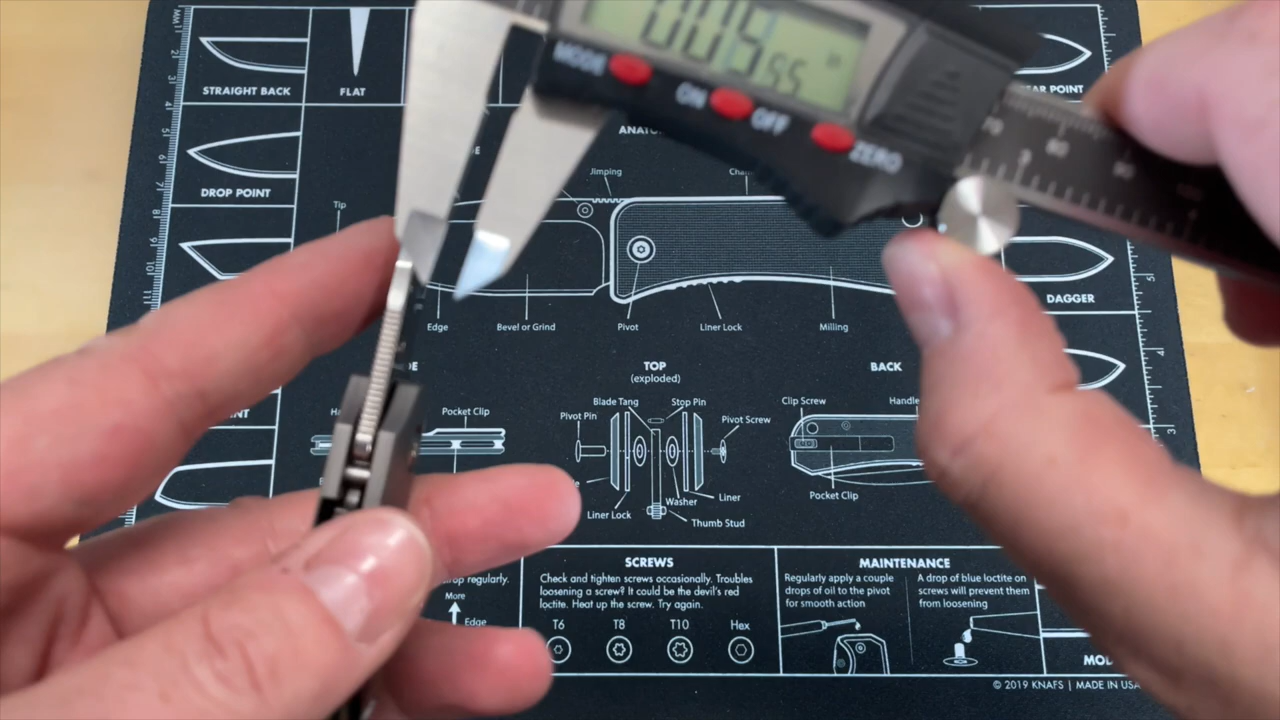 MM
STRAIGHT BACK
FLAT
DROP POINT
MODE
ON
OFF
ZERO
Jimping
Tip
Edge
Bevel or Grind
Pivot
Liner Lock
Milling
DAGGER
TOP
(exploded)
BACK
Pocket Clip
Blade Tang
Stop Pin
Pivot Pin
Pivot Screw
Washer
Liner
Liner Lock
Thumb Stud
Clip Screw
Handle
Pocket Clip
SCREWS
Check and tighten screws occasionally. Troubles
loosening a screw? It could be the devil's red
loctite. Heat up the screw. Try again.
T6
T8
T10
Hex
regularly.
More
Edge
MAINTENANCE
Regularly apply a couple
drops of oil to the pivot
for smooth action
A drop of blue loctite on
screws will prevent them
from loosening
© 2019 KNAFS | MADE IN USA